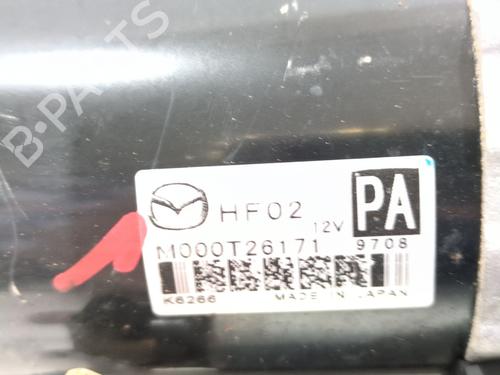 B-PARTS
HF02 12V PA
M000T26171 9708
K6266 MADE IN JAPAN